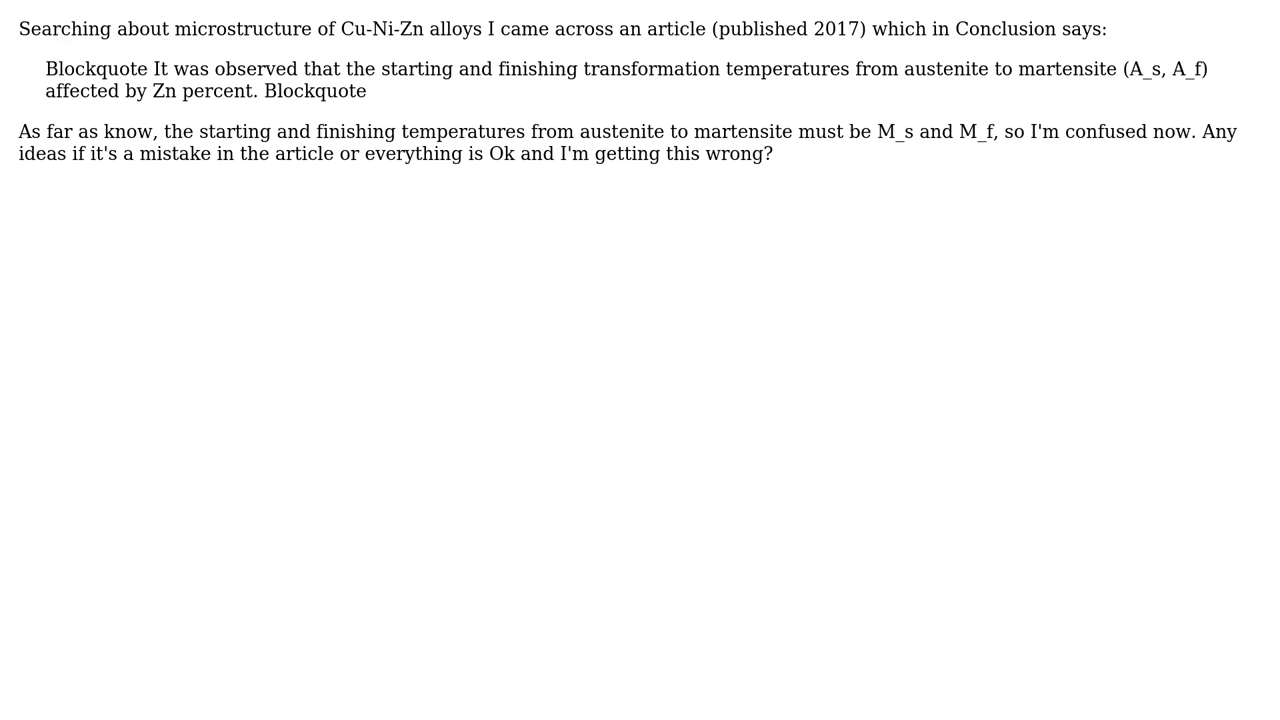 Searching about microstructure of Cu-Ni-Zn alloys I came across an article (published 2017) which in Conclusion says:
Blockquote It was observed that the starting and finishing transformation temperatures from austenite to martensite (A_s, A_f)
affected by Zn percent. Blockquote
As far as know, the starting and finishing temperatures from austenite to martensite must be M_s and M_f, so I'm confused now. Any
ideas if it's a mistake in the article or everything is Ok and I'm getting this wrong?